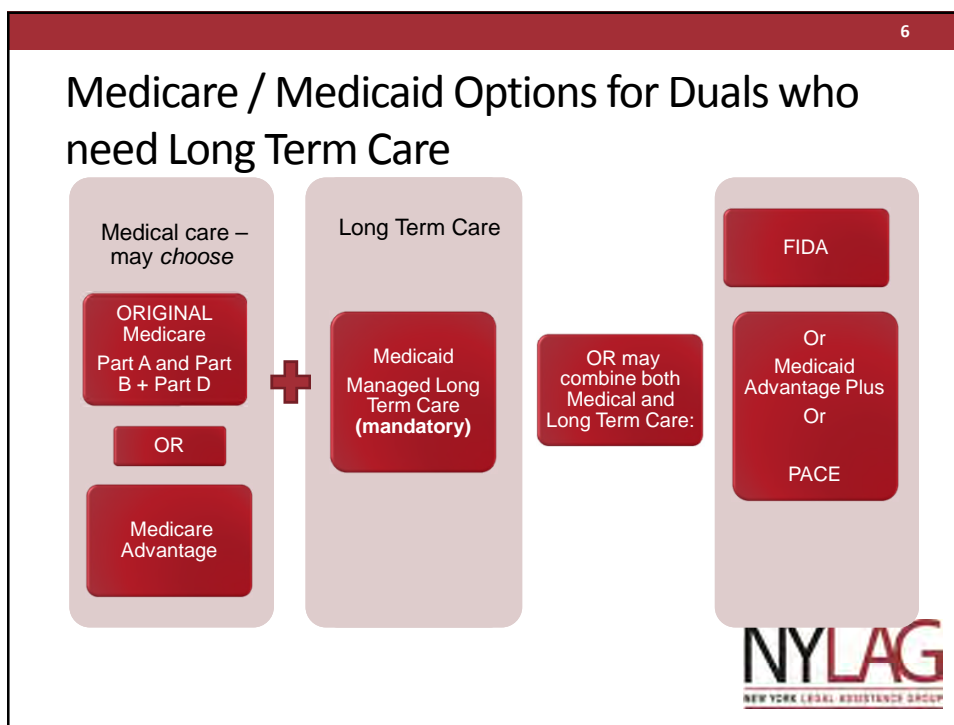 6
Medicare / Medicaid Options for Duals who
need Long Term Care
Medical care –
may choose
ORIGINAL
Medicare
Part A and Part
B + Part D
OR
Medicare
Advantage
Long Term Care
Medicaid
Managed Long
Term Care
(mandatory)
OR may
combine both
Medical and
Long Term Care:
FIDA
Or
Medicaid
Advantage Plus
Or
PACE
NYLAG
NEW YORK LEGAL ASSISTANCE GROUP